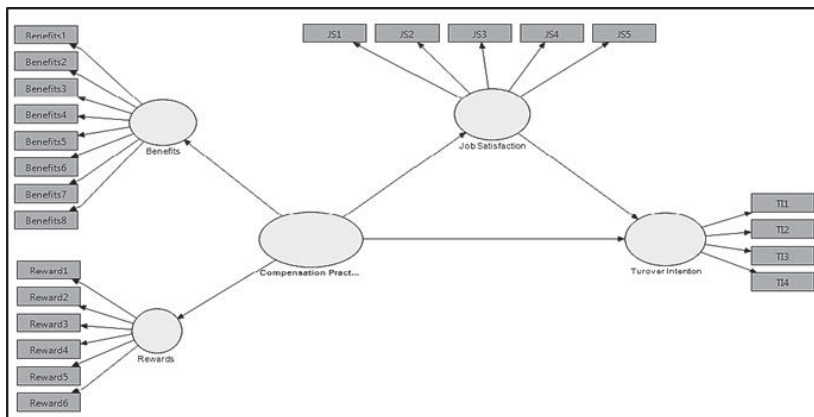 Benefits1
Benefits2
Benefits3
Benefits4
Benefits5
Benefits6
Benefits7
Benefits8
Benefits
JS1
JS2
JS3
JS4
JS5
Job Satisfaction
Compensation Pract...
TI1
TI2
TI3
TI4
Turnover Intention
Reward1
Reward2
Reward3
Reward4
Reward5
Reward6
Rewards